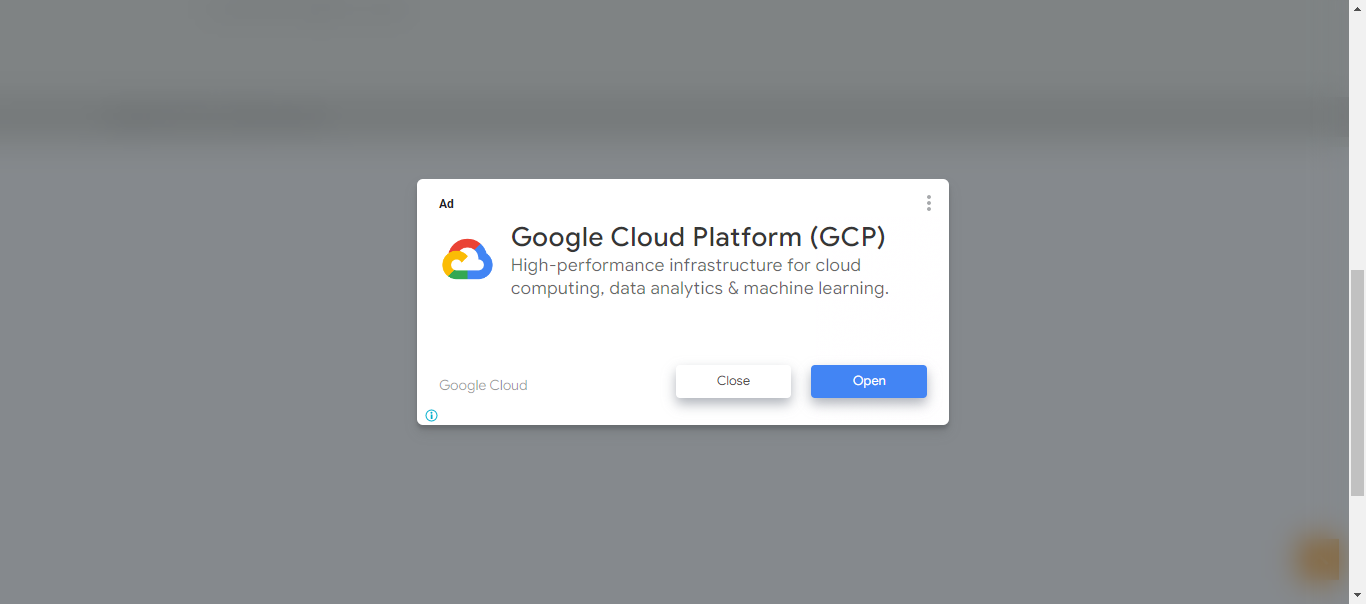 Ad
Google Cloud Platform (GCP)
High-performance infrastructure for cloud
computing, data analytics & machine learning.
Google Cloud
Close
Open